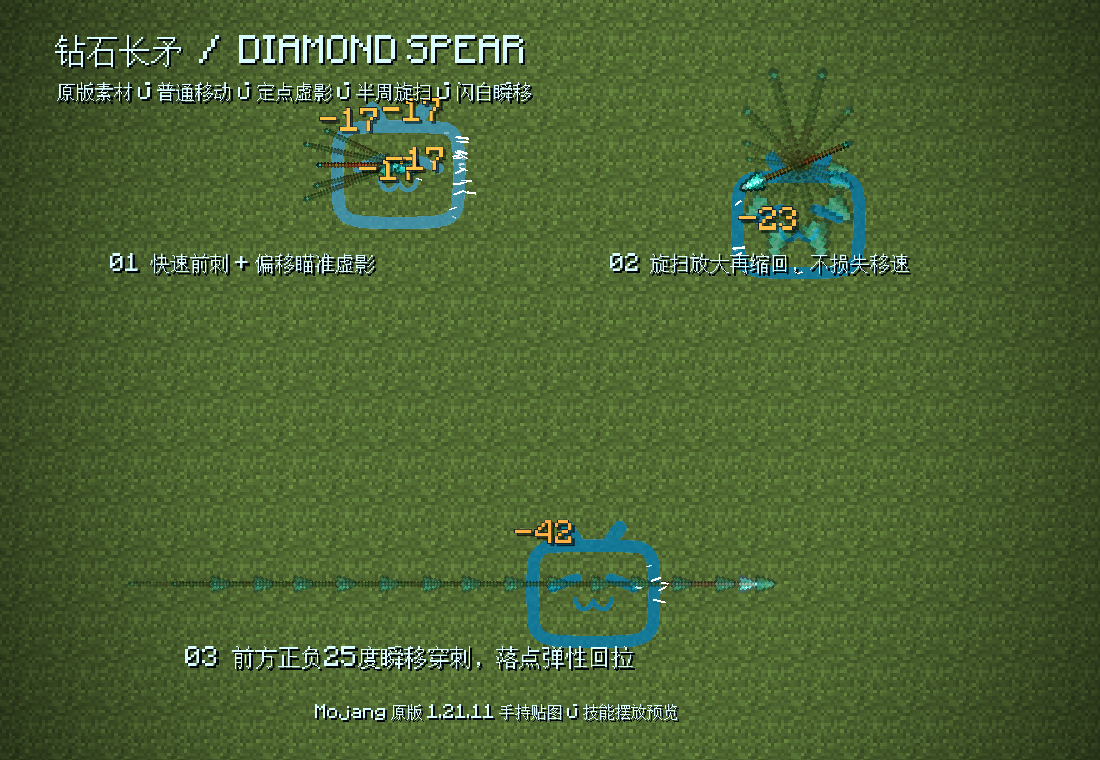 钻石长矛 / DIAMOND SPEAR
原版素材 Ü 普通移动 Ü 定点虚影 Ü 半周旋扫 Ü 闪白瞬移
-17 -17
-17 -17
-23
01 快速前刺 + 偏移瞄准虚影
02 旋扫放大再缩回，不损失移速
-42
03 前方正负25度瞬移穿刺，落点弹性回拉
Mojang 原版 1.21.11 手持贴图 Ü 技能摆放预览